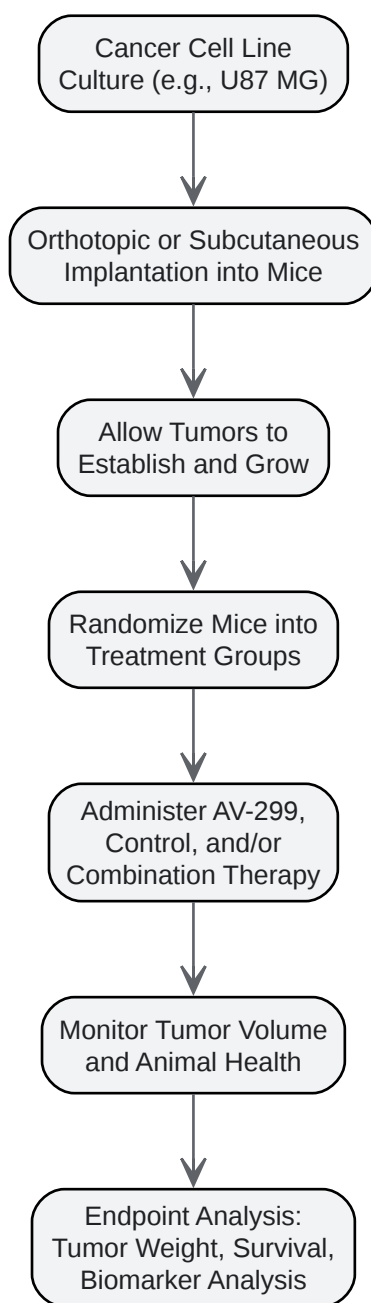 Cancer Cell Line
Culture (e.g., U87 MG)
Orthotopic or Subcutaneous
Implantation into Mice
Allow Tumors to
Establish and Grow
Randomize Mice into
Treatment Groups
Administer AV-299,
Control, and/or
Combination Therapy
Monitor Tumor Volume
and Animal Health
Endpoint Analysis:
Tumor Weight, Survival,
Biomarker Analysis